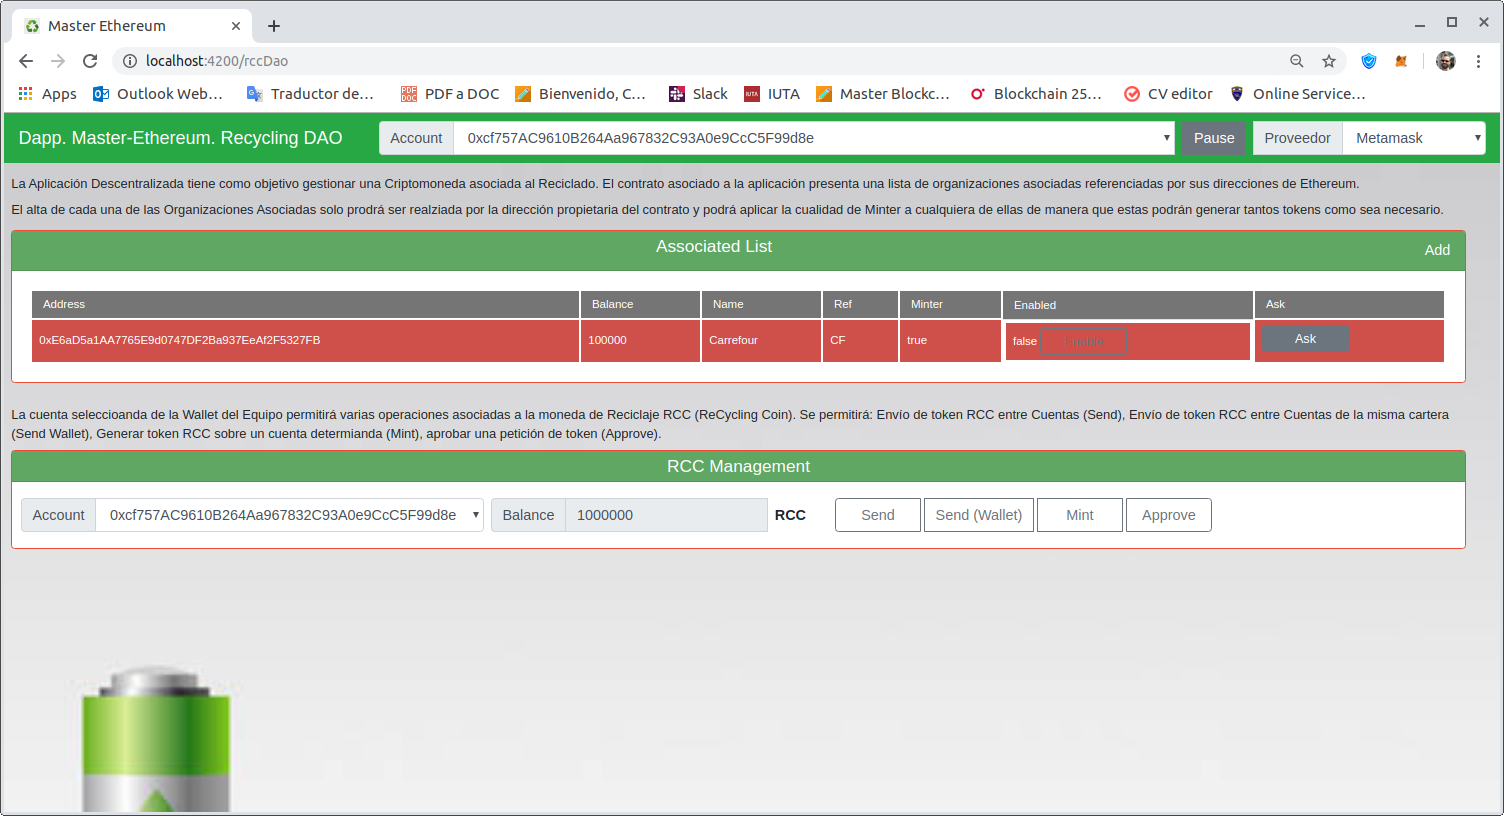 Master Ethereum
localhost:4200/rccDao
Apps Outlook Web... Traductor de... PDF a DOC Bienvenido, C... Slack IUTA Master Blockc... Blockchain 25... CV editor Online Service...
Dapp. Master-Ethereum. Recycling DAO Account 0xcf757AC9610B264Aa967832C93A0e9CcC5F99d8e Pause Proveedor Metamask
La Aplicación Descentralizada tiene como objetivo gestionar una Criptomoneda asociada al Reciclado. El contrato asociado a la aplicación presenta una lista de organizaciones asociadas referenciadas por sus direcciones de Ethereum.
El alta de cada una de las Organizaciones Asociadas solo prodrá ser realziada por la dirección propietaria del contrato y podrá aplicar la cualidad de Minter a cualquiera de ellas de manera que estas podrán generar tantos tokens como sea necesario.
Associated List Add
Address Balance Name Ref Minter Enabled Ask
0xE6aD5a1AA7765E9d0747DF2Ba937EeAf2F5327FB 100000 Carrefour CF true false Enable Ask
La cuenta seleccioanda de la Wallet del Equipo permitirá varias operaciones asociadas a la moneda de Reciclaje RCC (ReCycling Coin). Se permitirá: Envío de token RCC entre Cuentas (Send), Envío de token RCC entre Cuentas de la misma cartera
(Send Wallet), Generar token RCC sobre un cuenta determianda (Mint), aprobar una petición de token (Approve).
RCC Management
Account 0xcf757AC9610B264Aa967832C93A0e9CcC5F99d8e Balance 1000000 RCC Send Send (Wallet) Mint Approve